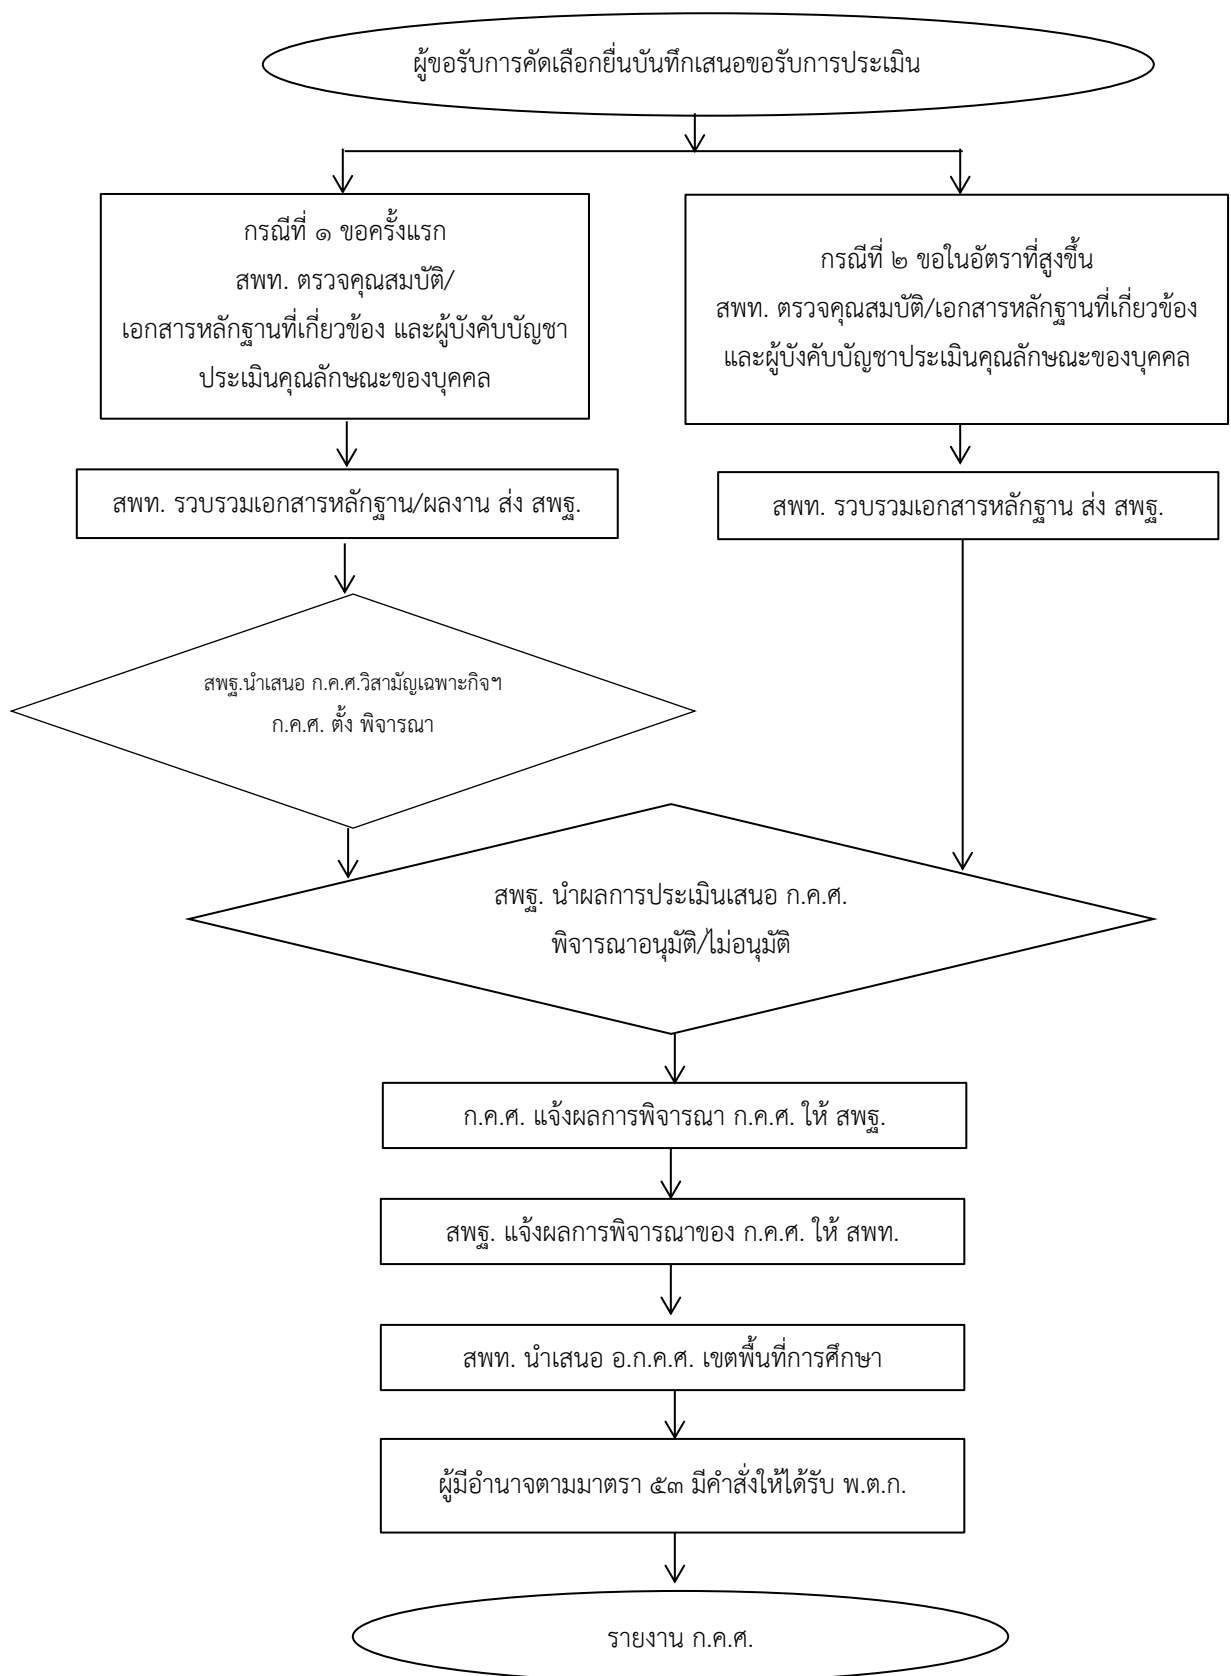 ผู้ขอรับการคัดเลือกยื่นบันทึกเสนอขอรับการประเมิน
กรณีที่ ๑ ขอครั้งแรก
สพท. ตรวจคุณสมบัติ/
เอกสารหลักฐานที่เกี่ยวข้อง และผู้บังคับบัญชา
ประเมินคุณลักษณะของบุคคล
กรณีที่ ๒ ขอในอัตราที่สูงขึ้น
สพท. ตรวจคุณสมบัติ/เอกสารหลักฐานที่เกี่ยวข้อง
และผู้บังคับบัญชาประเมินคุณลักษณะของบุคคล
สพท. รวบรวมเอกสารหลักฐาน/ผลงาน ส่ง สพฐ.
สพท. รวบรวมเอกสารหลักฐาน ส่ง สพฐ.
สพฐ.นำเสนอ ก.ค.ศ.วิสามัญเฉพาะกิจฯ
ก.ค.ศ. ตั้ง พิจารณา
สพฐ. นำผลการประเมินเสนอ ก.ค.ศ.
พิจารณาอนุมัติ/ไม่อนุมัติ
ก.ค.ศ. แจ้งผลการพิจารณา ก.ค.ศ. ให้ สพฐ.
สพฐ. แจ้งผลการพิจารณาของ ก.ค.ศ. ให้ สพท.
สพท. นำเสนอ อ.ก.ค.ศ. เขตพื้นที่การศึกษา
ผู้มีอำนาจตามมาตรา ๕๓ มีคำสั่งให้ได้รับ พ.ต.ก.
รายงาน ก.ค.ศ.